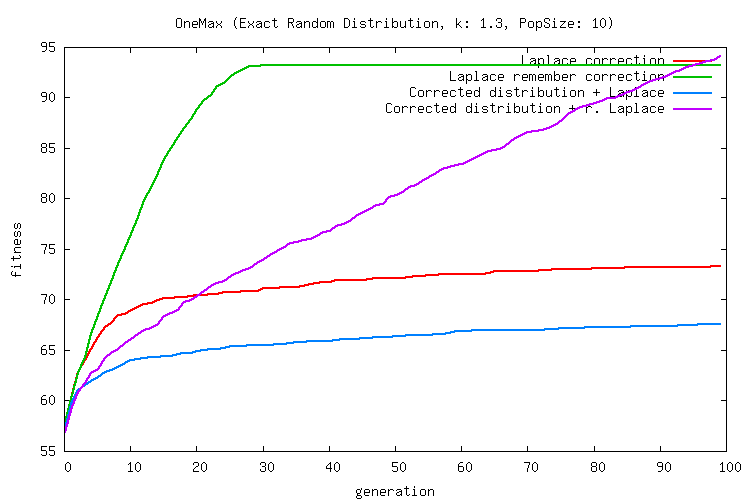 OneMax (Exact Random Distribution, k: 1.3, PopSize: 10)
95
Laplace correction
Laplace remember correction
90
Corrected distribution + Laplace
Corrected distribution + r. Laplace
85
80
75
fitness
70
65
60
55
0 10 20 30 40 50 60 70 80 90 100
generation